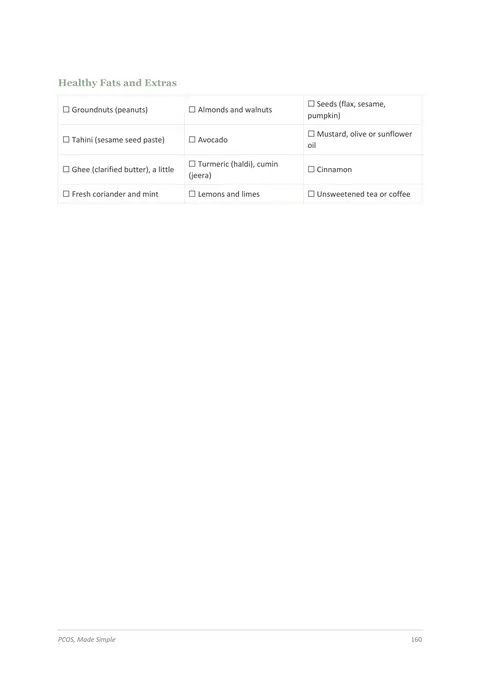 Healthy Fats and Extras
☐ Groundnuts (peanuts)
☐ Almonds and walnuts
☐ Seeds (flax, sesame,
pumpkin)
☐ Tahini (sesame seed paste)
☐ Avocado
☐ Mustard, olive or sunflower
oil
☐ Ghee (clarified butter), a little
☐ Turmeric (haldi), cumin
(jeera)
☐ Cinnamon
☐ Fresh coriander and mint
☐ Lemons and limes
☐ Unsweetened tea or coffee
PCOS, Made Simple
160